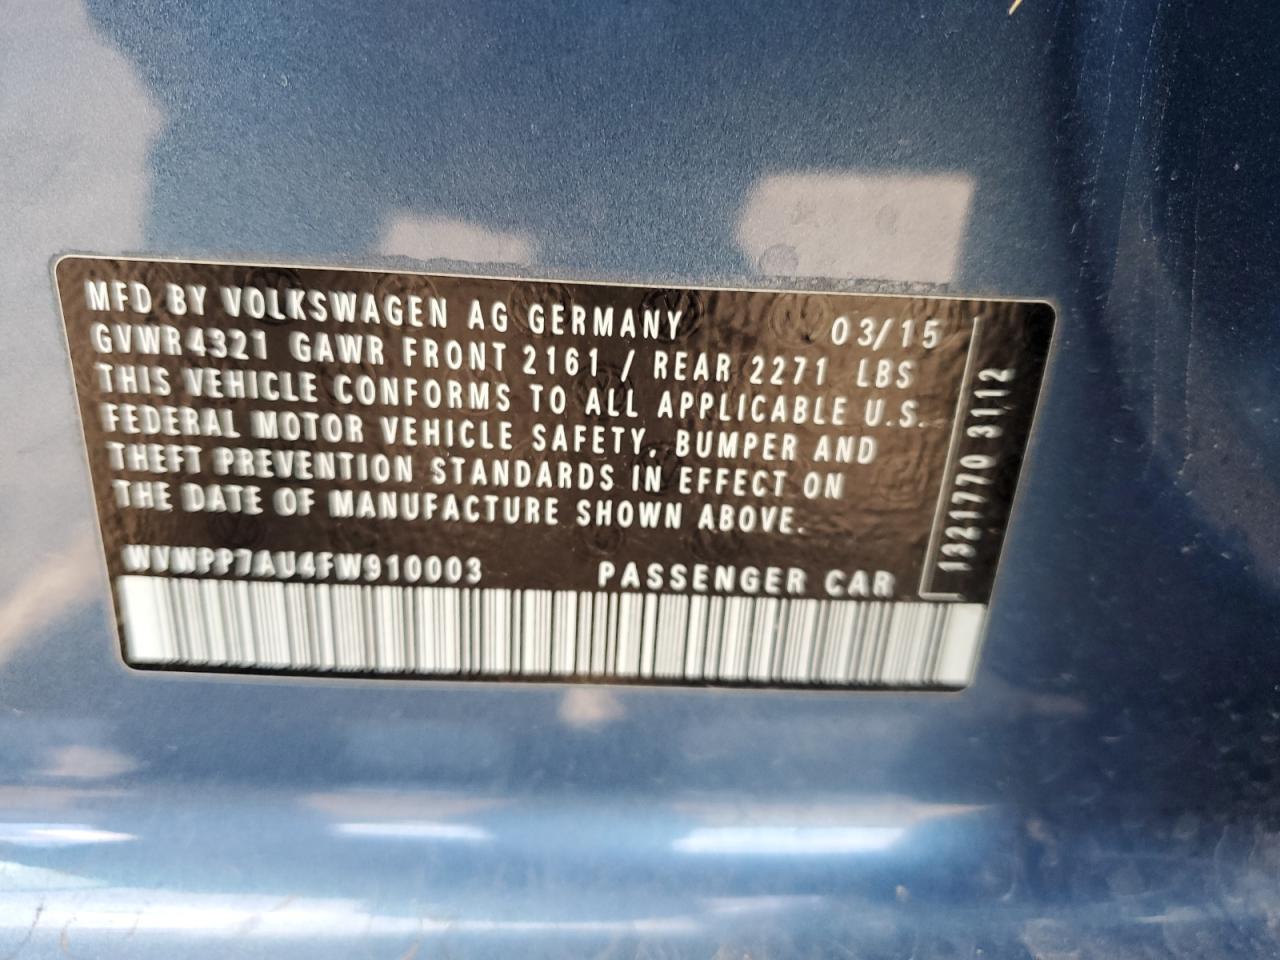 MFD BY VOLKSWAGEN AG GERMANY 03/15
GVWR4321 GAWR FRONT 2161 / REAR 2271 LBS
THIS VEHICLE CONFORMS TO ALL APPLICABLE U.S.
FEDERAL MOTOR VEHICLE SAFETY, BUMPER AND
THEFT PREVENTION STANDARDS IN EFFECT ON
THE DATE OF MANUFACTURE SHOWN ABOVE.
WVWPP7AU4FW910003 PASSENGER CAR
1321770 3112